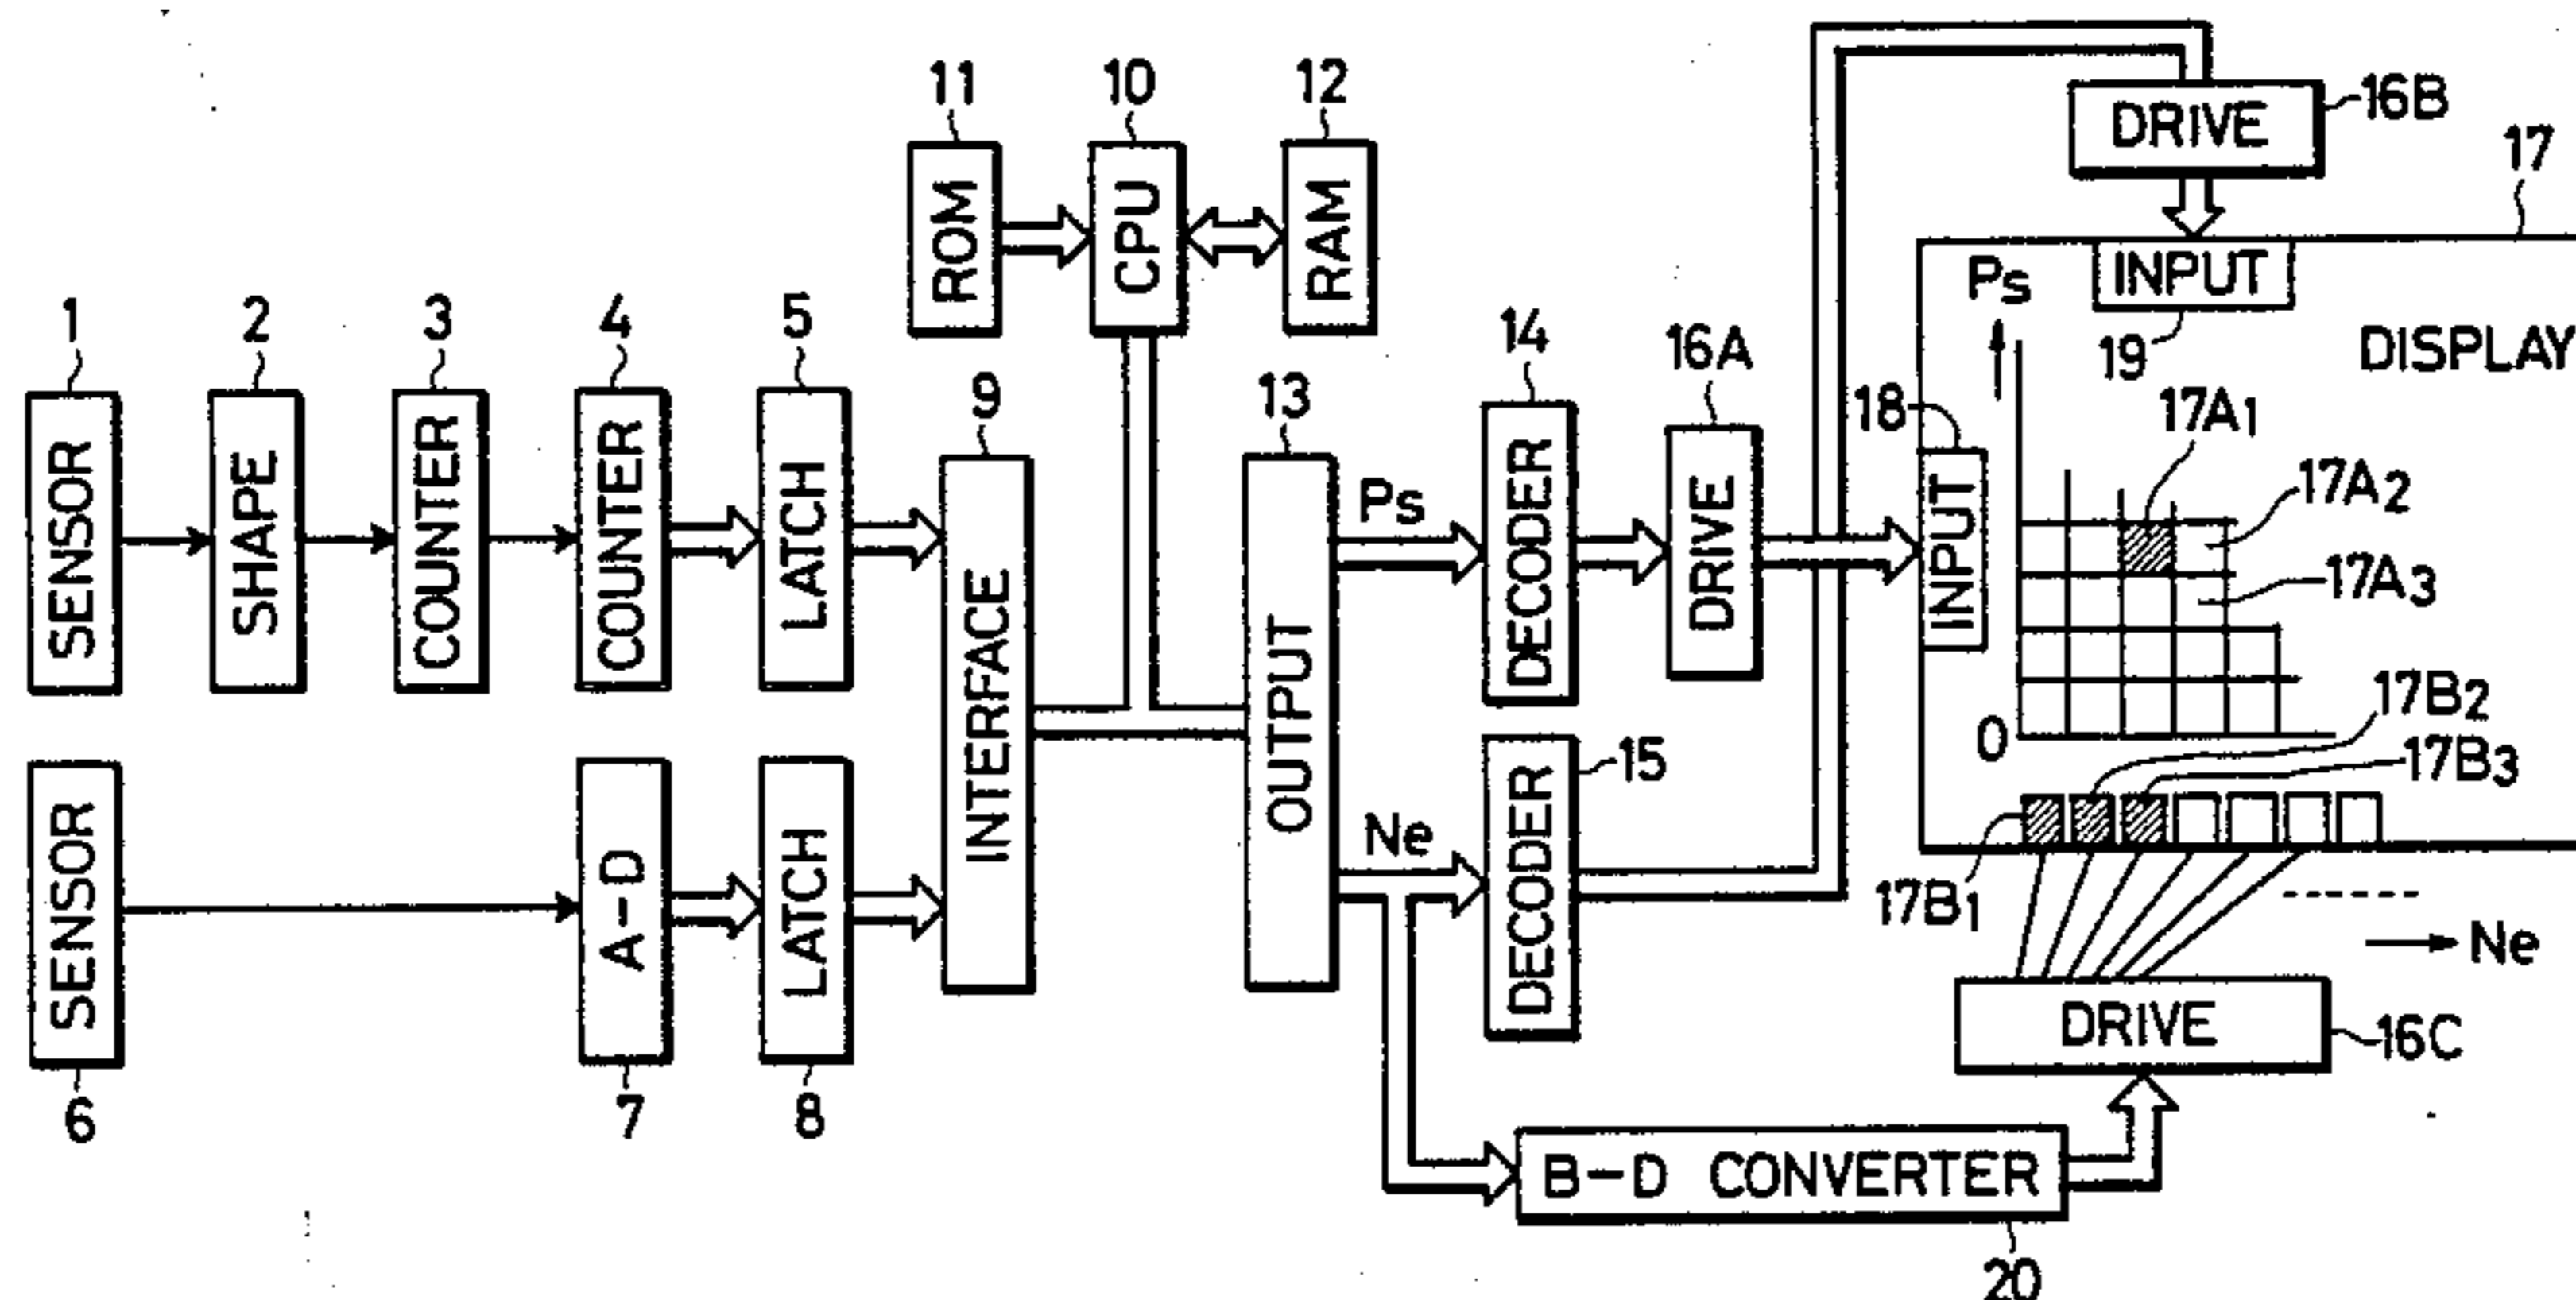 11
10
12
16B
DRIVE
17
ROM
CPU
RAM
Ps
INPUT
19
DISPLAY
1
2
3
4
5
9
13
14
16A
18
17A1
17A2
17A3
SENSOR
SHAPE
COUNTER
COUNTER
LATCH
INTERFACE
OUTPUT
Ps
DECODER
DRIVE
INPUT
0
17B2
17B3
15
SENSOR
A-D
LATCH
Ne
DECODER
17B1
Ne
DRIVE
16C
6
7
8
B-D CONVERTER
20